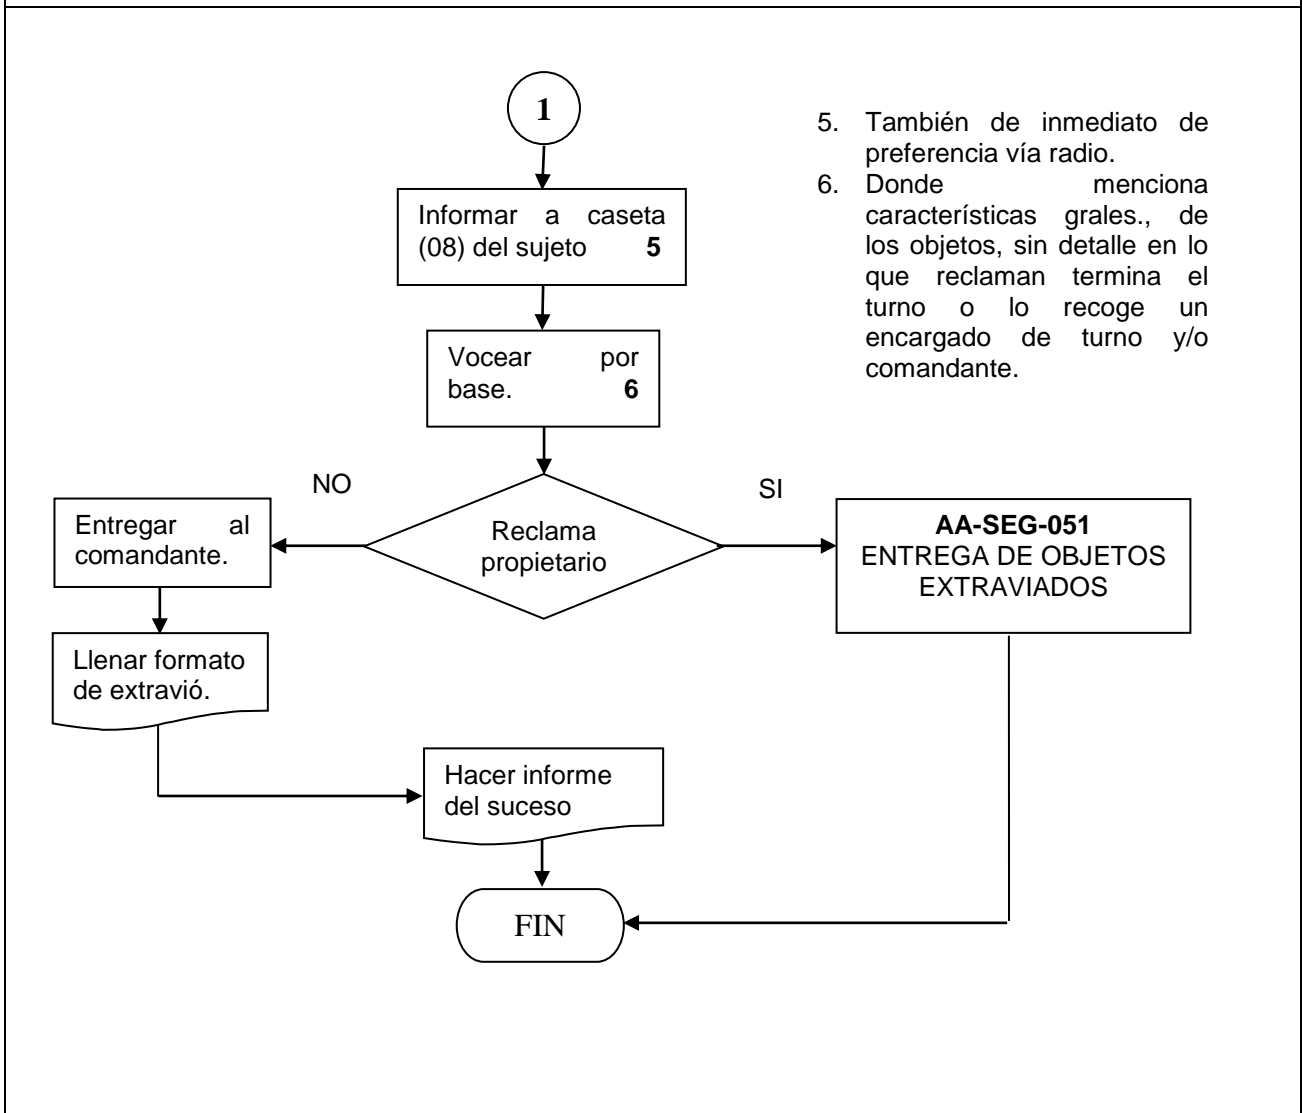 1
5. También de inmediato de
preferencia vía radio.
6. Donde menciona
características grales., de
los objetos, sin detalle en lo
que reclaman termina el
turno o lo recoge un
encargado de turno y/o
comandante.
Informar a caseta
(08) del sujeto 5
Vocear por
base. 6
NO
SI
Reclama
propietario
Entregar al
comandante.
AA-SEG-051
ENTREGA DE OBJETOS
EXTRAVIADOS
Llenar formato
de extravió.
Hacer informe
del suceso
FIN